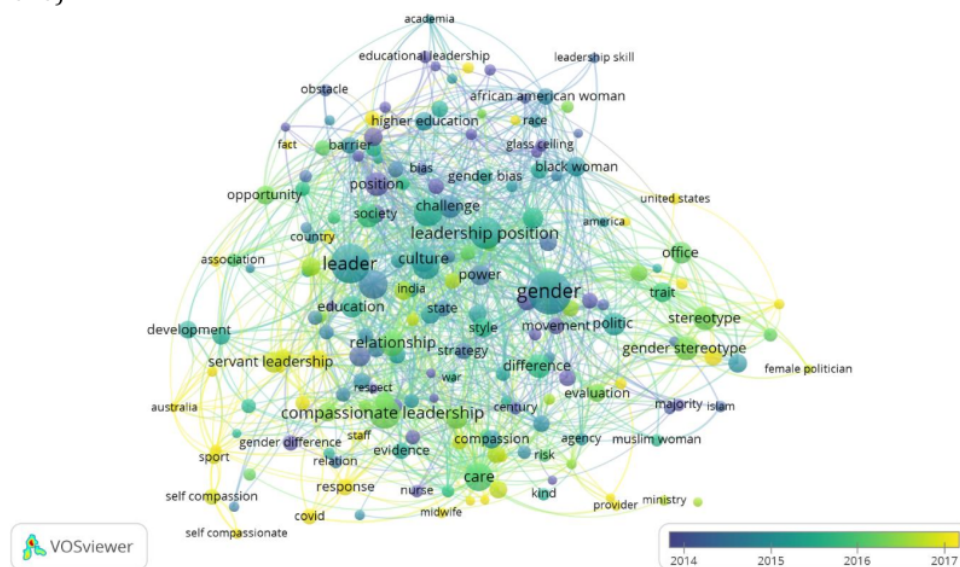 academia
educational leadership
leadership skill
obstacle
african american woman
higher education
race
fact
barrier
glass ceiling
bias
black woman
position
gender bias
opportunity
united states
society
challenge
america
country
leadership position
association
leader
culture
office
power
india
gender
trait
education
state
development
style
movement
politic
stereotype
relationship
strategy
gender stereotype
servant leadership
difference
female politician
war
respect
evaluation
australia
compassionate leadership
century
majority
islam
staff
gender difference
compassion
agency
muslim woman
evidence
sport
relation
risk
care
response
nurse
kind
self compassion
provider
ministry
covid
midwife
self compassionate
VOSviewer
2014
2015
2016
2017